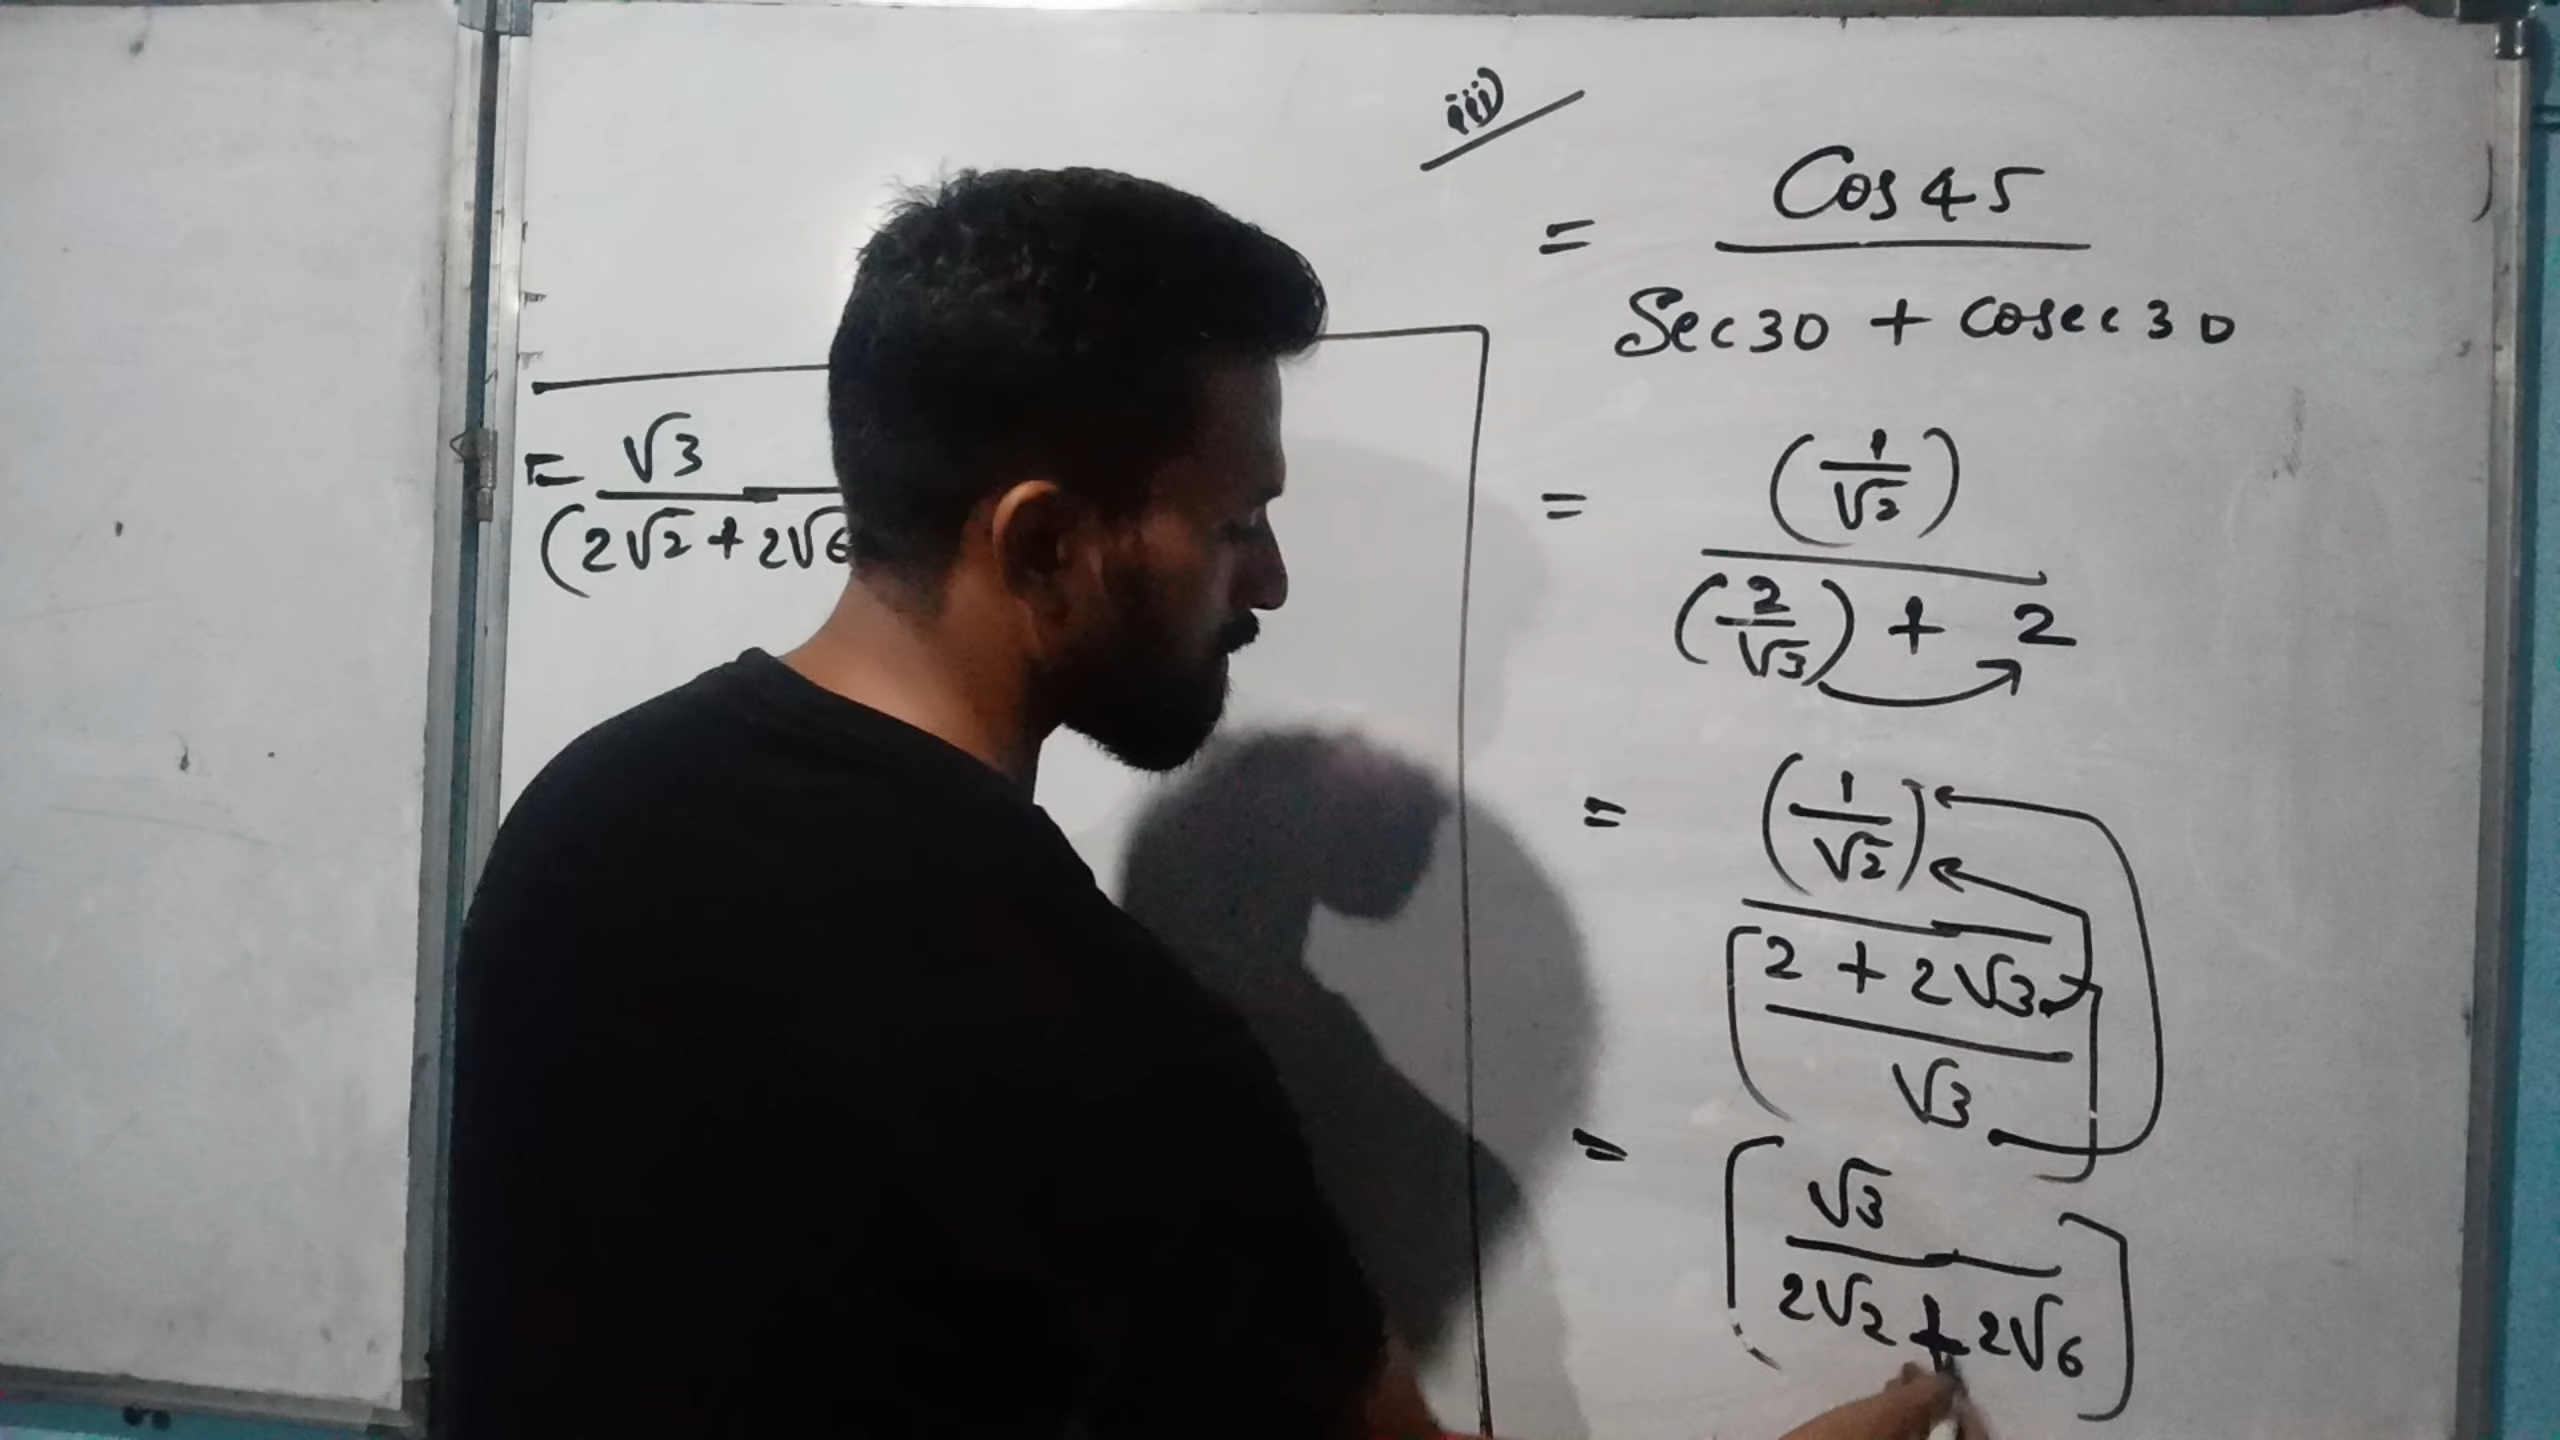 iii)
= Cos 45
Sec 30 + cosec 30
= (1/√2)
(2/√3) + 2
= (1/√2)
2 + 2√3
√3
= √3
2√2 + 2√6
= √3
(2√2 + 2√6